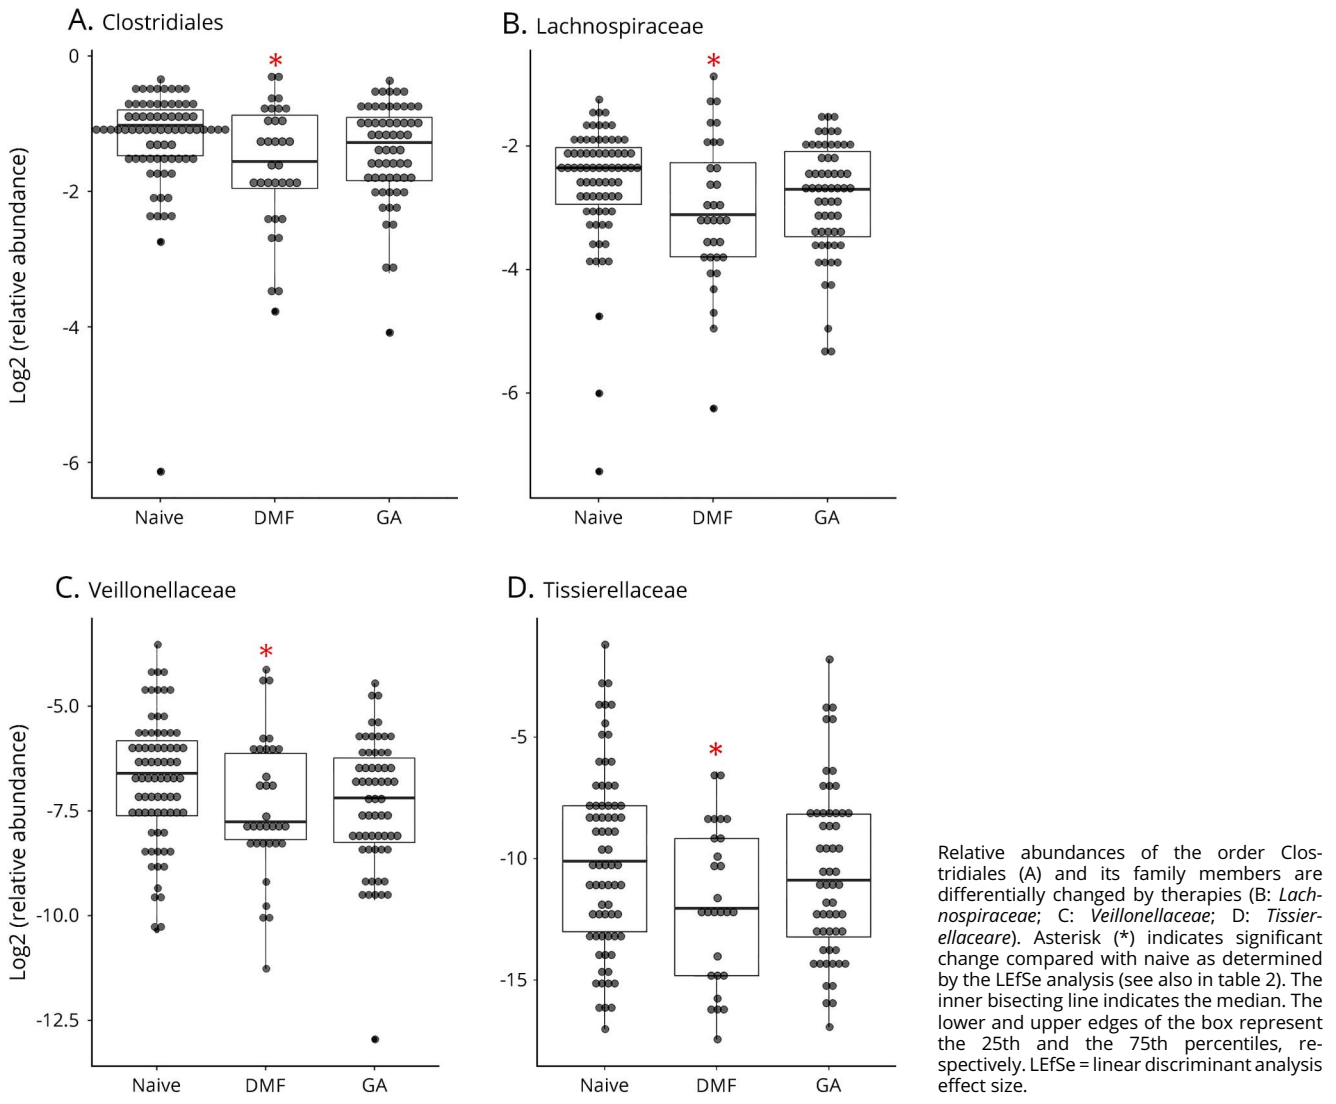 A. Clostridiales
0
-2
-4
-6
Log2 (relative abundance)
*
Naive DMF GA
B. Lachnospiraceae
-2
-4
-6
*
Naive DMF GA
C. Veillonellaceae
-5.0
-7.5
-10.0
-12.5
Log2 (relative abundance)
*
Naive DMF GA
D. Tissierellaceae
-5
-10
-15
*
Naive DMF GA
Relative abundances of the order Clos-
tridiales (A) and its family members are
differentially changed by therapies (B: Lach-
nospiraceae; C: Veillonellaceae; D: Tissier-
ellaceare). Asterisk (*) indicates significant
change compared with naive as determined
by the LEfSe analysis (see also in table 2). The
inner bisecting line indicates the median. The
lower and upper edges of the box represent
the 25th and the 75th percentiles, re-
spectively. LEfSe = linear discriminant analysis
effect size.